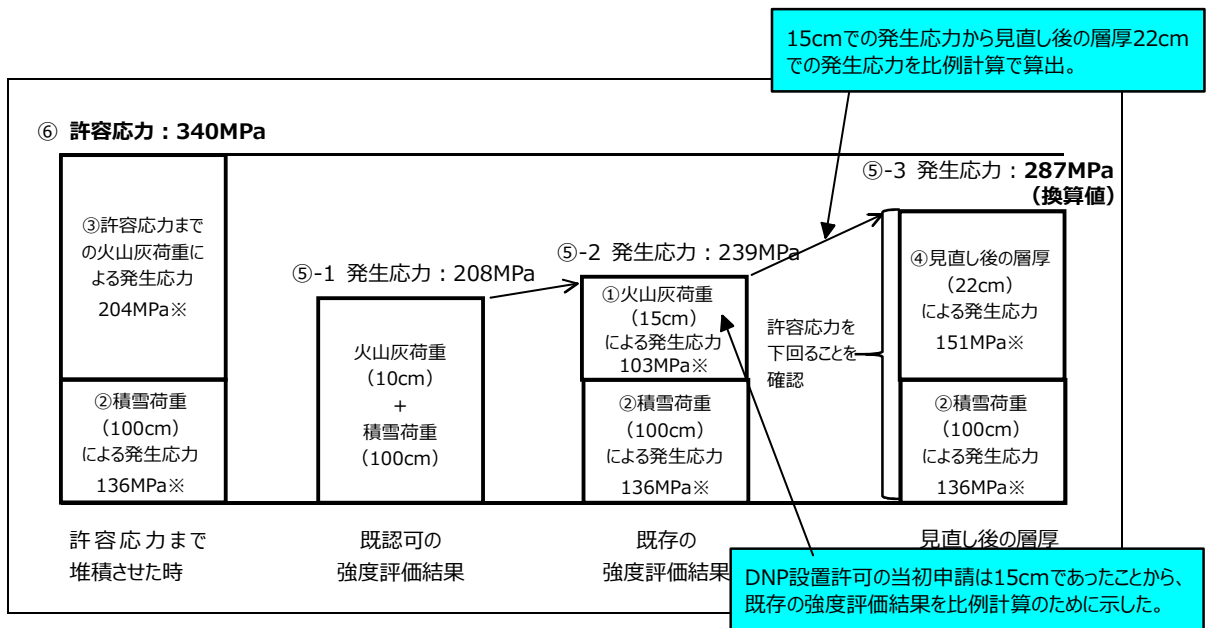 15cmでの発生応力から見直し後の層厚22cm
での発生応力を比例計算で算出。
⑥ 許容応力：340MPa
③許容応力まで
の火山灰荷重に
よる発生応力
204MPa※
②積雪荷重
（100cm）
による発生応力
136MPa※
許容応力まで
堆積させた時
⑤-1 発生応力：208MPa
火山灰荷重
（10cm）
+
積雪荷重
（100cm）
既認可の
強度評価結果
⑤-2 発生応力：239MPa
①火山灰荷重
（15cm）
による発生応力
103MPa※
②積雪荷重
（100cm）
による発生応力
136MPa※
既存の
強度評価結果
⑤-3 発生応力：287MPa
（換算値）
許容応力を
下回ることを
確認
④見直し後の層厚
（22cm）
による発生応力
151MPa※
②積雪荷重
（100cm）
による発生応力
136MPa※
見直し後の層厚
DNP設置許可の当初申請は15cmであったことから、
既存の強度評価結果を比例計算のために示した。